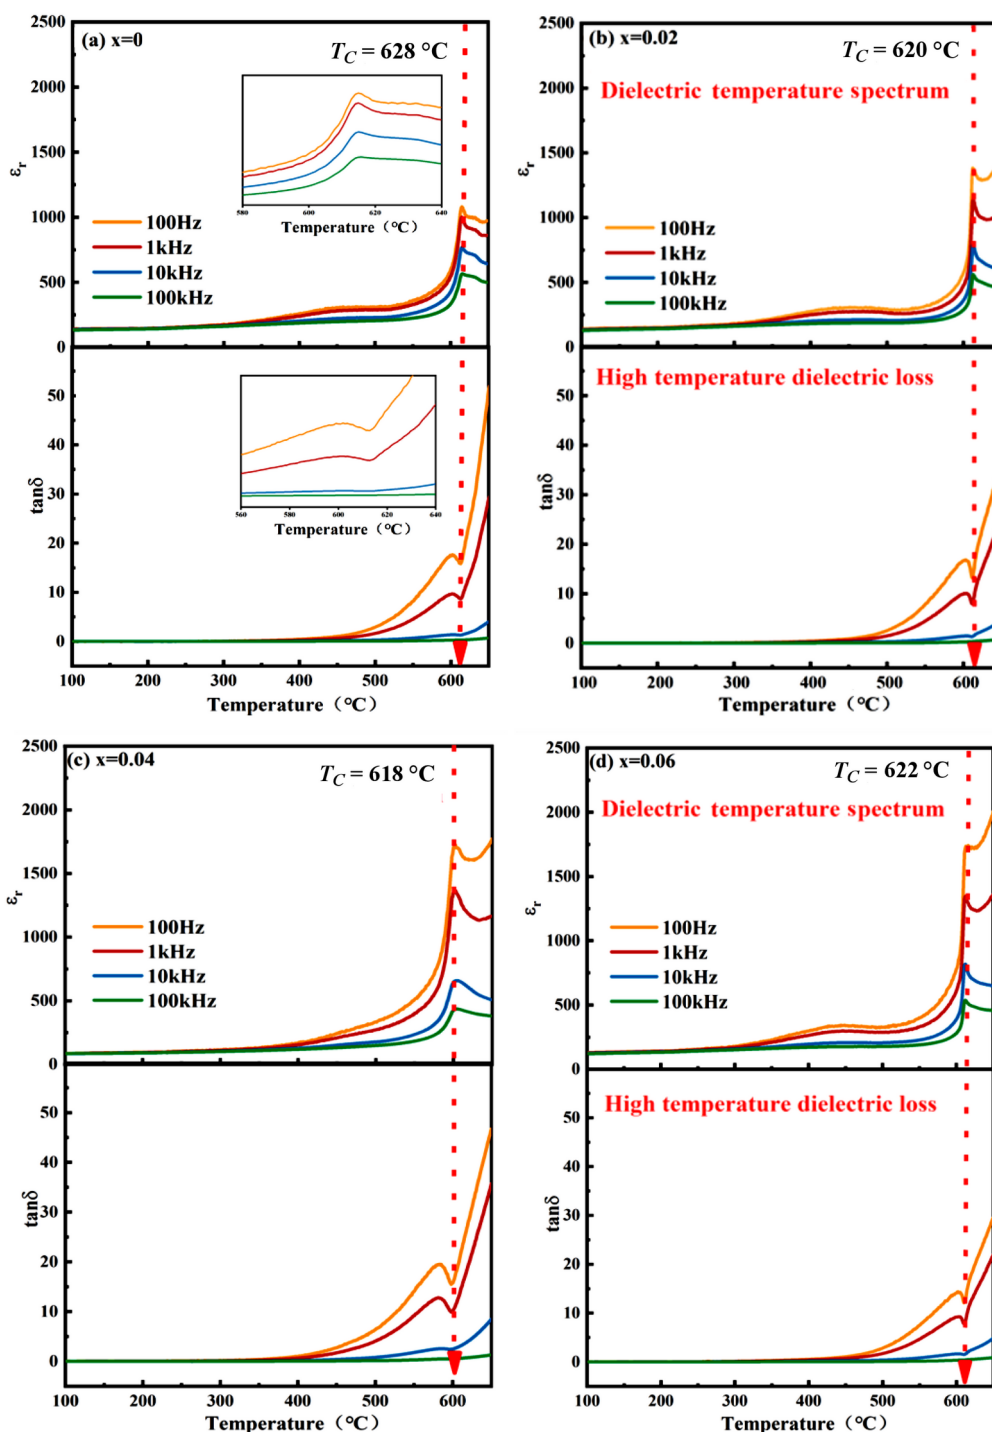 (a) x=0
T_C = 628 °C
2500
2000
1500
1000
500
0
εr
580 600 620 640
Temperature（°C）
100Hz
1kHz
10kHz
100kHz
50
40
30
20
10
0
tanδ
560 580 600 620 640
Temperature（°C）
100 200 300 400 500 600
Temperature（°C）
(b) x=0.02
T_C = 620 °C
Dielectric temperature spectrum
2500
2000
1500
1000
500
0
εr
100Hz
1kHz
10kHz
100kHz
High temperature dielectric loss
50
40
30
20
10
0
tanδ
100 200 300 400 500 600
Temperature（°C）
(c) x=0.04
T_C = 618 °C
2500
2000
1500
1000
500
0
εr
100Hz
1kHz
10kHz
100kHz
50
40
30
20
10
0
tanδ
100 200 300 400 500 600
Temperature（°C）
(d) x=0.06
T_C = 622 °C
Dielectric temperature spectrum
2500
2000
1500
1000
500
0
εr
100Hz
1kHz
10kHz
100kHz
High temperature dielectric loss
50
40
30
20
10
0
tanδ
100 200 300 400 500 600
Temperature（°C）